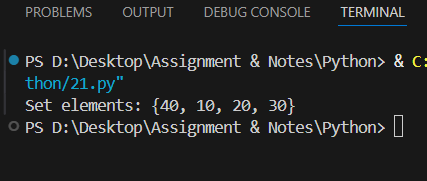 PROBLEMS OUTPUT DEBUG CONSOLE TERMINAL
PS D:\Desktop\Assignment & Notes\Python> & C:
thon/21.py"
Set elements: {40, 10, 20, 30}
PS D:\Desktop\Assignment & Notes\Python>